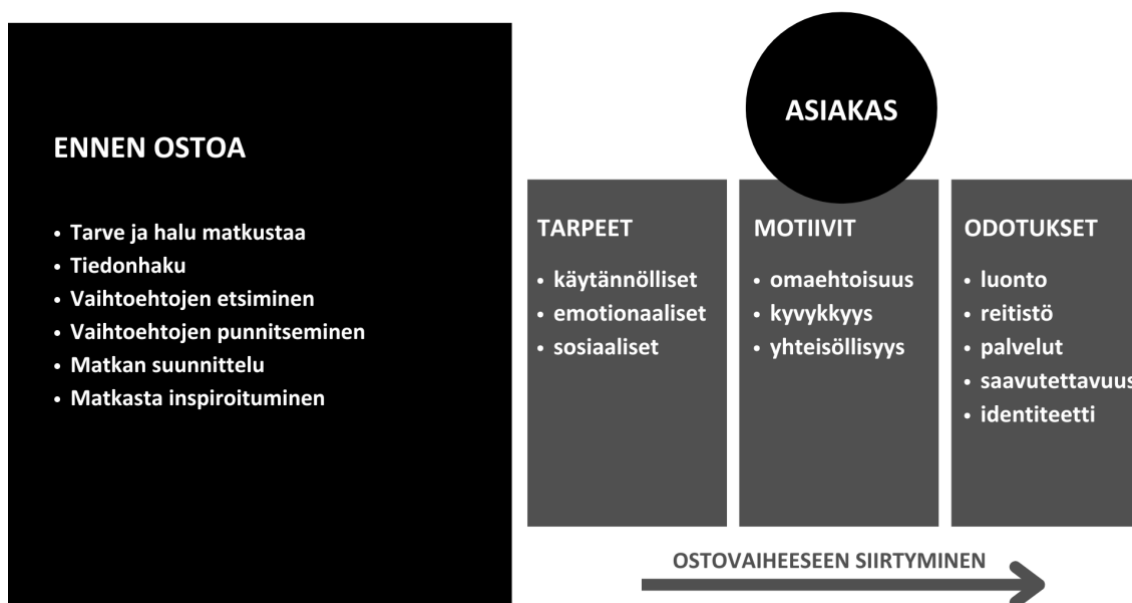 ENNEN OSTOA
• Tarve ja halu matkustaa
• Tiedonhaku
• Vaihtoehtojen etsiminen
• Vaihtoehtojen punnitseminen
• Matkan suunnittelu
• Matkasta inspiroituminen
ASIAKAS
TARPEET
• käytännölliset
• emotionaaliset
• sosiaaliset
MOTIIVIT
• omaehtoisuus
• kyvykkyys
• yhteisöllisyys
ODOTUKSET
• luonto
• reitistö
• palvelut
• saavutettavuus
• identiteetti
OSTOVAIHEESEEN SIIRTYMINEN